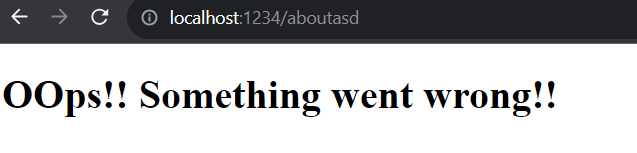 localhost:1234/aboutasd
OOps!! Something went wrong!!